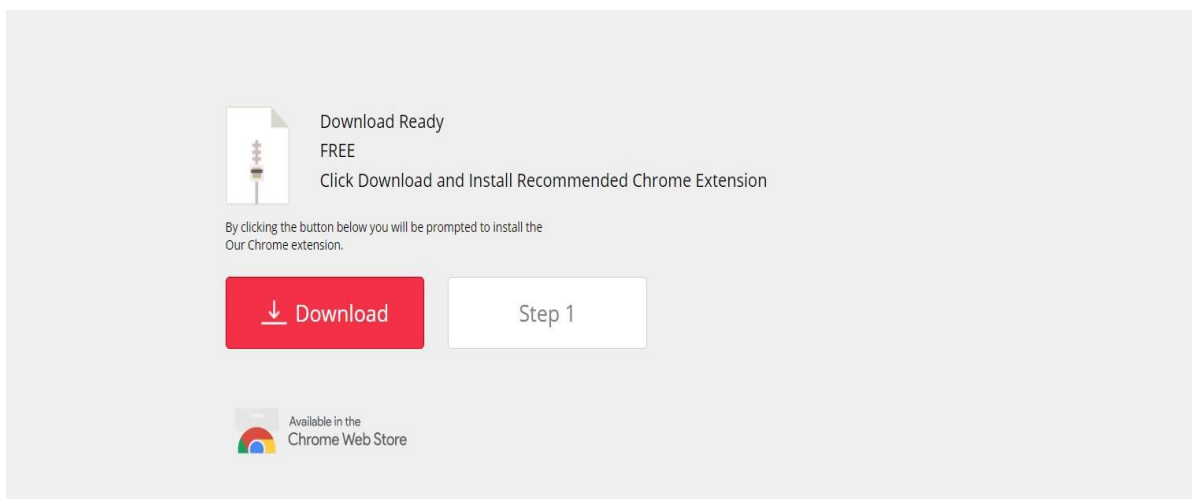 Download Ready
FREE
Click Download and Install Recommended Chrome Extension
By clicking the button below you will be prompted to install the
Our Chrome extension.
Download
Step 1
Available in the
Chrome Web Store